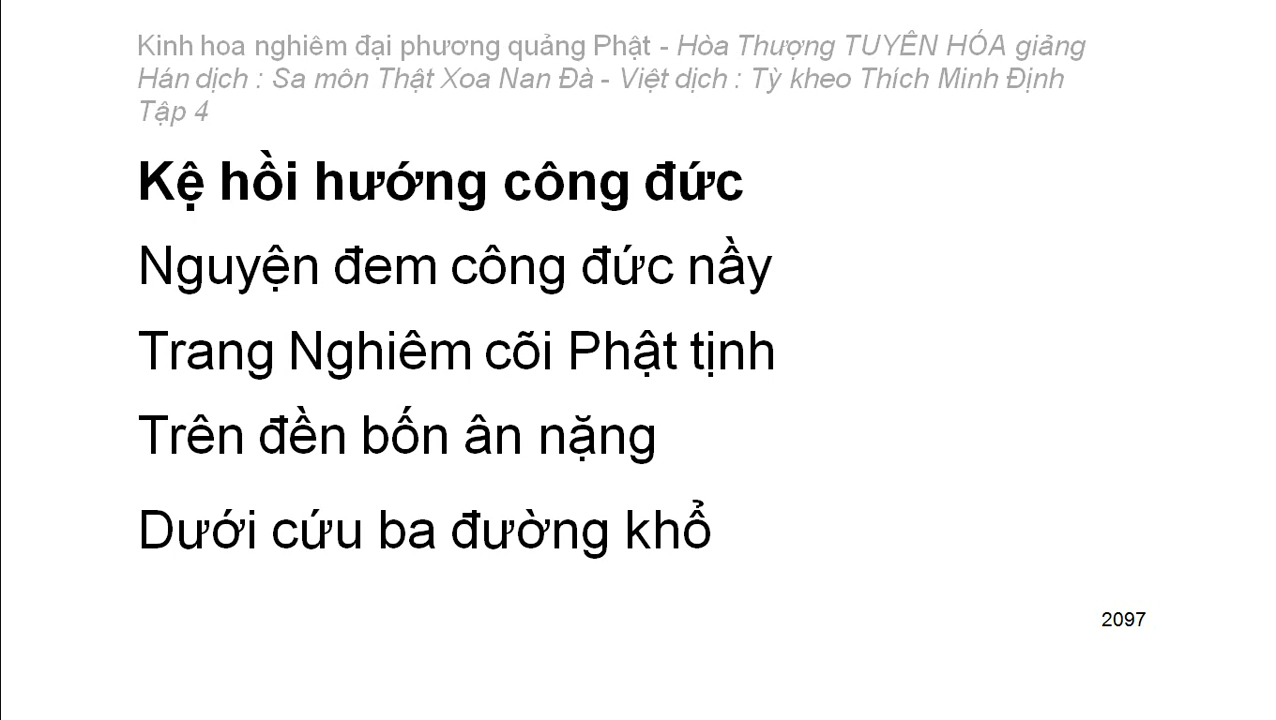 Kinh hoa nghiêm đại phương quảng Phật - Hòa Thượng TUYÊN HÓA giảng
Hán dịch : Sa môn Thật Xoa Nan Đà - Việt dịch : Tỳ kheo Thích Minh Định
Tập 4
Kệ hồi hướng công đức
Nguyện đem công đức nầy
Trang Nghiêm cõi Phật tịnh
Trên đền bốn ân nặng
Dưới cứu ba đường khổ
2097